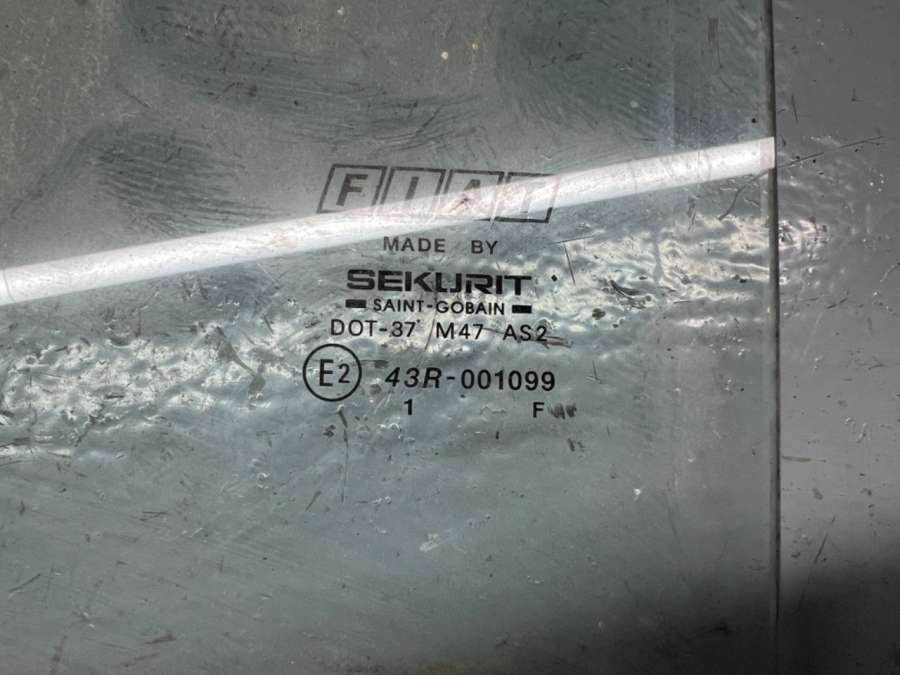 FIAT
MADE BY
SEKURIT
SAINT-GOBAIN
DOT-37 M47 AS2
E2 43R-001099
1 F